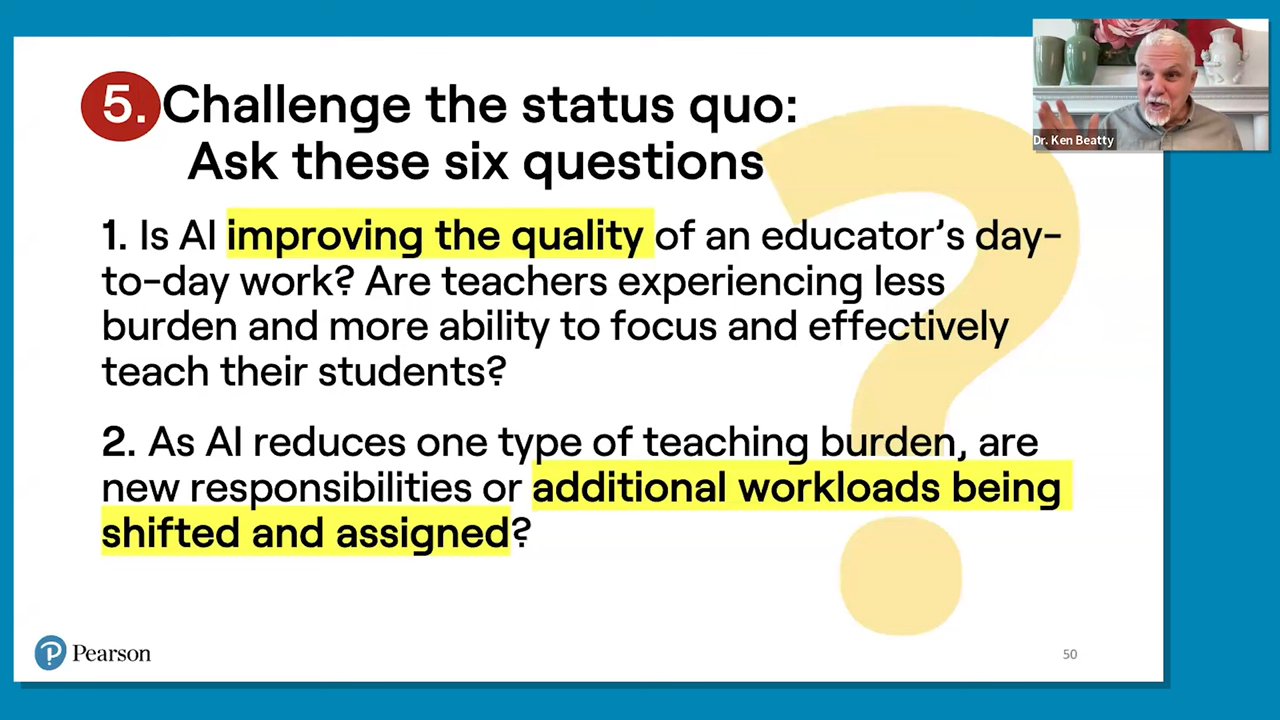 5. Challenge the status quo:
Ask these six questions
Dr. Ken Beatty
1. Is AI improving the quality of an educator’s day-
to-day work? Are teachers experiencing less
burden and more ability to focus and effectively
teach their students?
2. As AI reduces one type of teaching burden, are
new responsibilities or additional workloads being
shifted and assigned?
Pearson
50